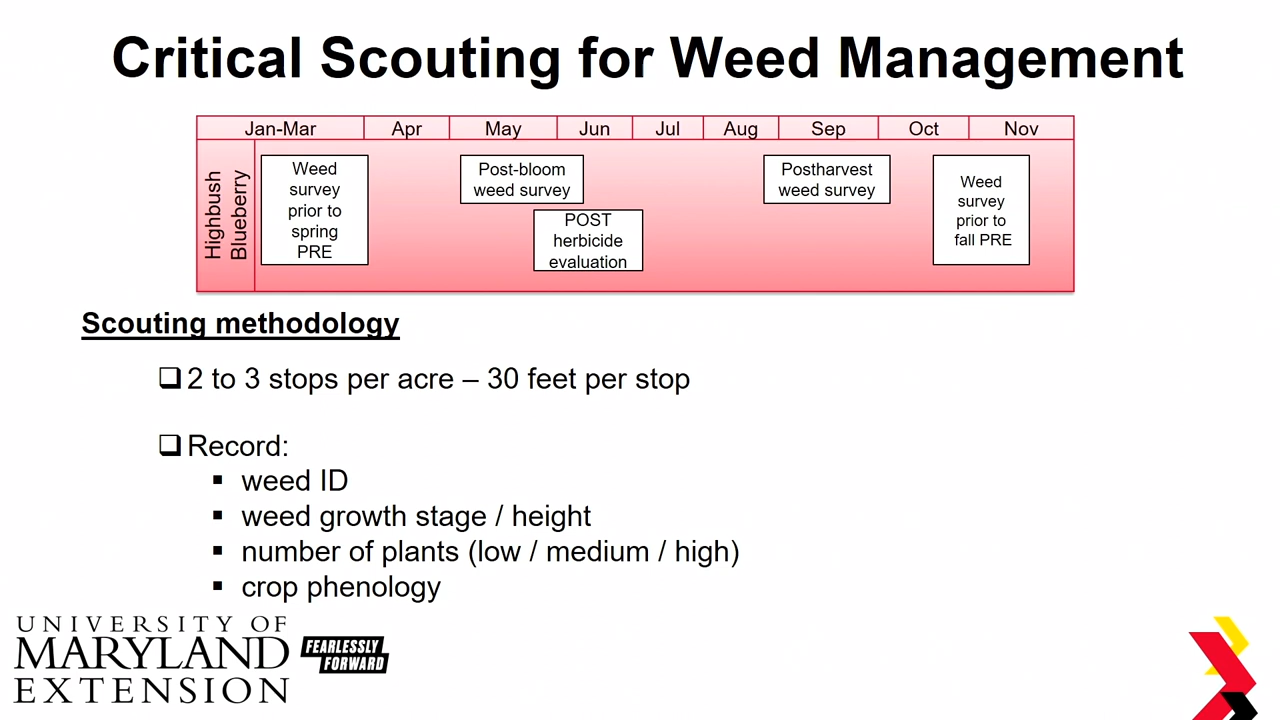 Critical Scouting for Weed Management
Jan-Mar Apr May Jun Jul Aug Sep Oct Nov
Highbush
Blueberry
Weed
survey
prior to
spring
PRE
Post-bloom
weed survey
POST
herbicide
evaluation
Postharvest
weed survey
Weed
survey
prior to
fall PRE
Scouting methodology
❑ 2 to 3 stops per acre – 30 feet per stop
❑ Record:
▪ weed ID
▪ weed growth stage / height
▪ number of plants (low / medium / high)
▪ crop phenology
UNIVERSITY OF
MARYLAND
EXTENSION
FEARLESSLY
FORWARD